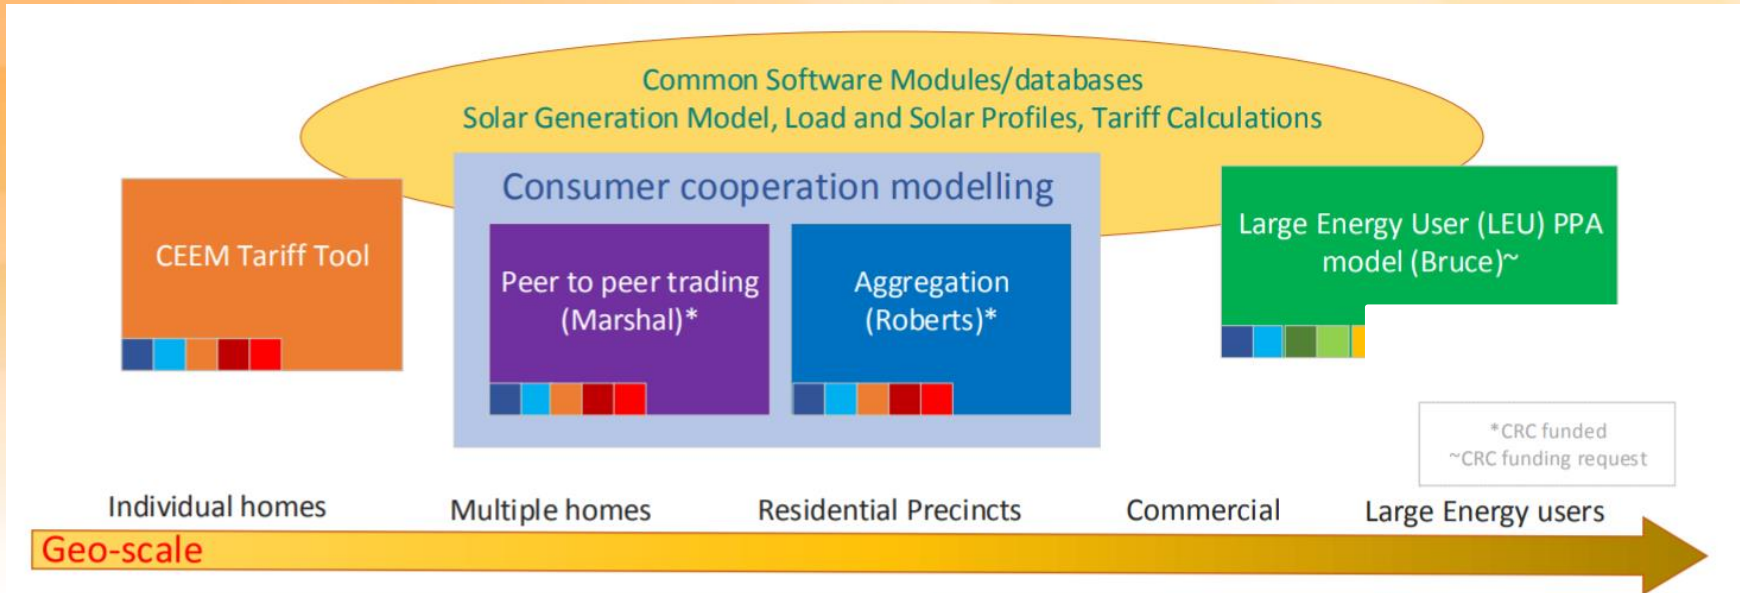 Common Software Modules/databases
Solar Generation Model, Load and Solar Profiles, Tariff Calculations
Consumer cooperation modelling
CEEM Tariff Tool
Peer to peer trading
(Marshal)*
Aggregation
(Roberts)*
Large Energy User (LEU) PPA
model (Bruce)~
*CRC funded
~CRC funding request
Individual homes
Multiple homes
Residential Precincts
Commercial
Large Energy users
Geo-scale